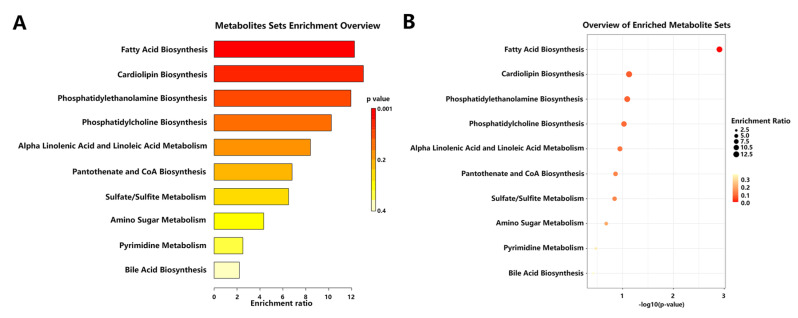 A
Metabolites Sets Enrichment Overview
Fatty Acid Biosynthesis
Cardiolipin Biosynthesis
Phosphatidylethanolamine Biosynthesis
Phosphatidylcholine Biosynthesis
Alpha Linolenic Acid and Linoleic Acid Metabolism
Pantothenate and CoA Biosynthesis
Sulfate/Sulfite Metabolism
Amino Sugar Metabolism
Pyrimidine Metabolism
Bile Acid Biosynthesis
0 2 4 6 8 10 12
Enrichment ratio
p value
0.001
0.2
0.4
B
Overview of Enriched Metabolite Sets
Fatty Acid Biosynthesis
Cardiolipin Biosynthesis
Phosphatidylethanolamine Biosynthesis
Phosphatidylcholine Biosynthesis
Alpha Linolenic Acid and Linoleic Acid Metabolism
Pantothenate and CoA Biosynthesis
Sulfate/Sulfite Metabolism
Amino Sugar Metabolism
Pyrimidine Metabolism
Bile Acid Biosynthesis
1 2 3
-log10(p-value)
Enrichment Ratio
2.5
5.0
7.5
10.5
12.5
0.3
0.2
0.1
0.0